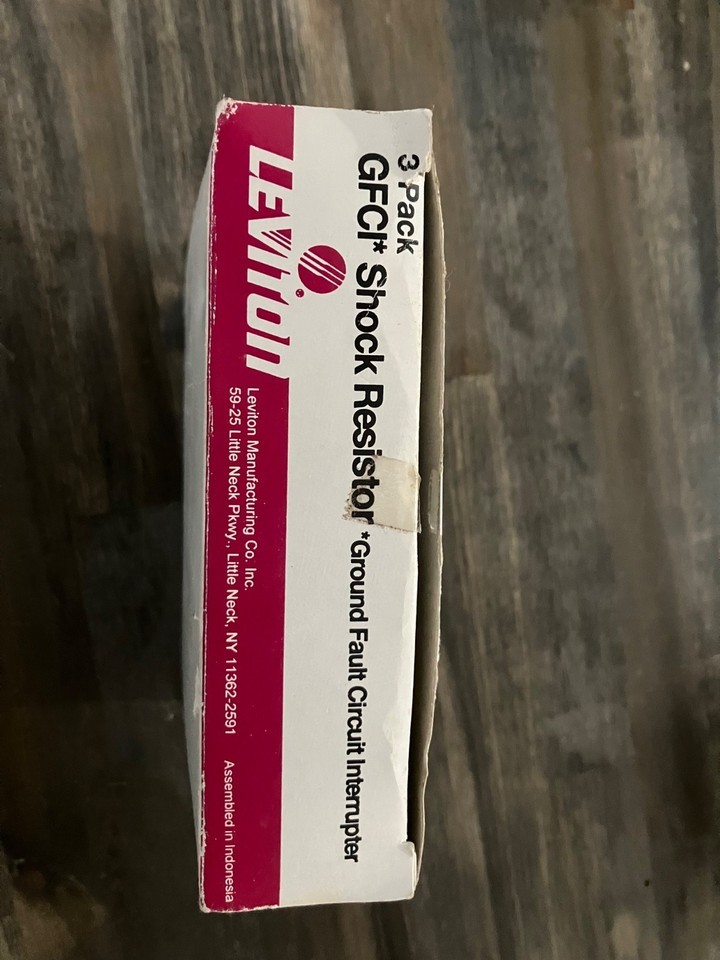 3 Pack
GFCI* Shock Resistor *Ground Fault Circuit Interrupter
LEVITON®
Leviton Manufacturing Co. Inc.
59-25 Little Neck Pkwy., Little Neck, NY 11362-2591 Assembled in Indonesia